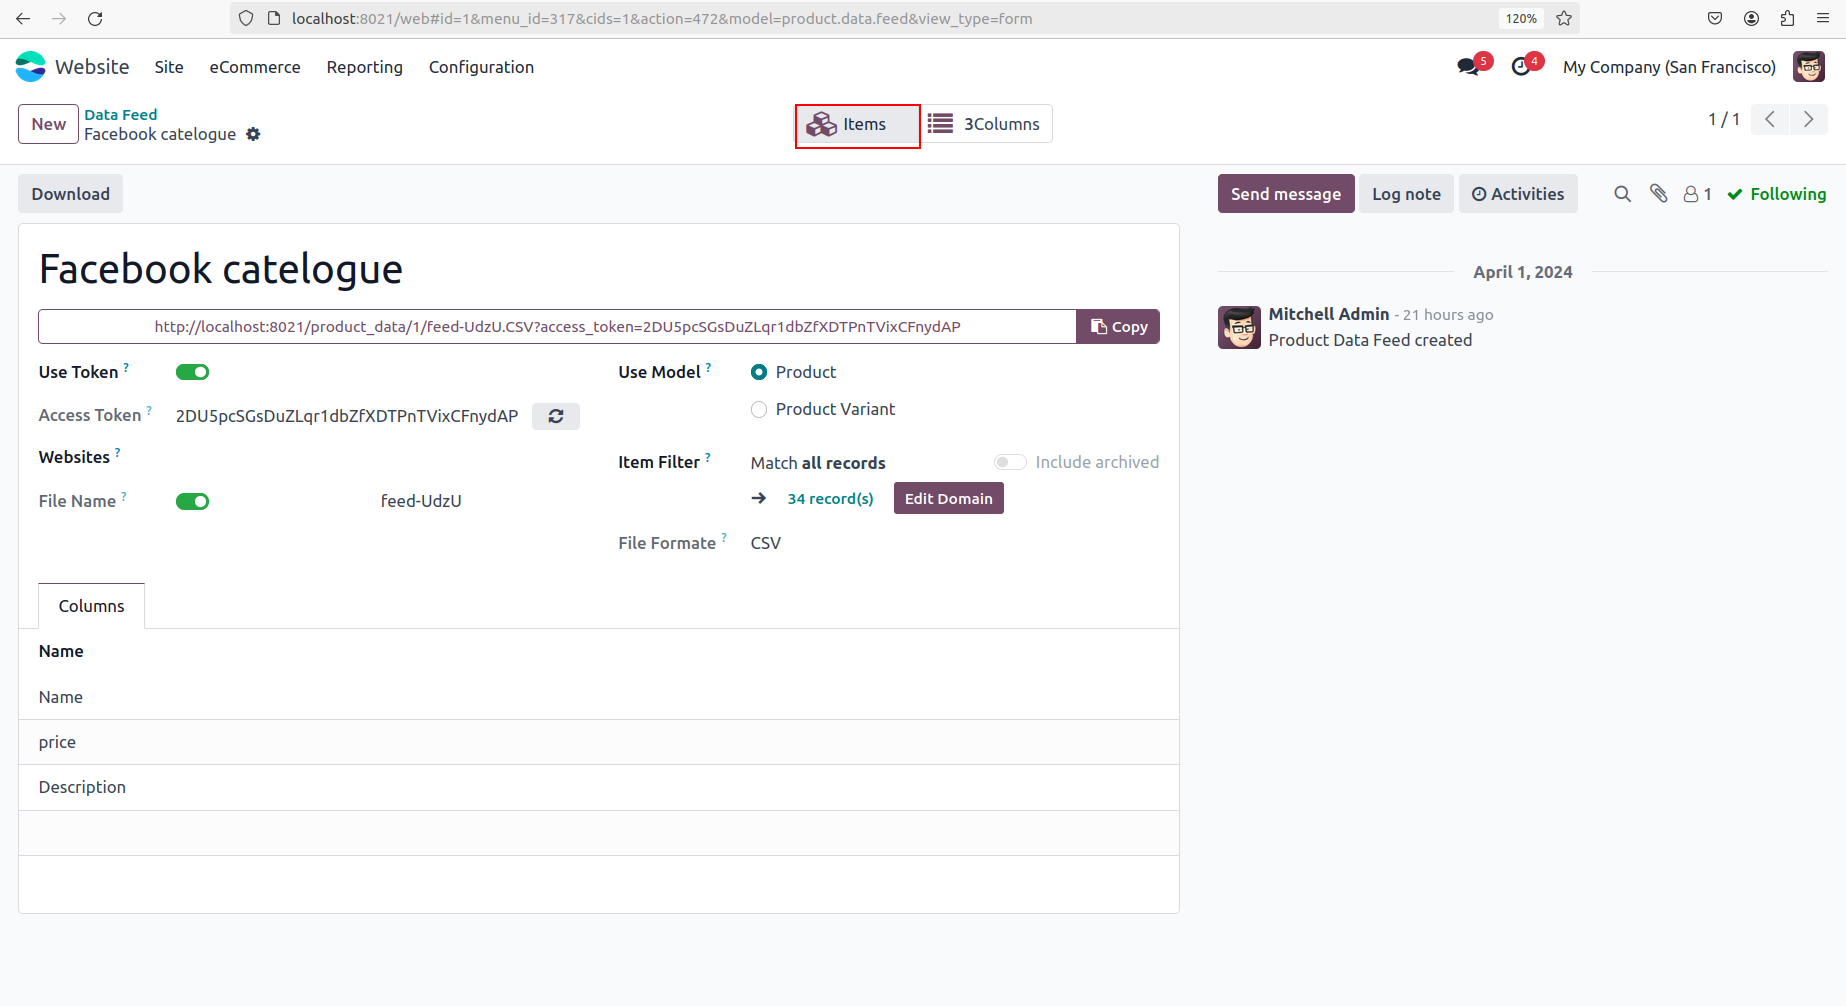 localhost:8021/web#id=1&menu_id=317&cids=1&action=472&model=product.data.feed&view_type=form 120%
Website Site eCommerce Reporting Configuration 5 4 My Company (San Francisco)
New Data Feed
Facebook catelogue
Items 3Columns 1 / 1
Download Send message Log note Activities 1 Following
Facebook catelogue
http://localhost:8021/product_data/1/feed-UdzU.CSV?access_token=2DU5pcSGsDuZLqr1dbZfXDTPnTVixCFnydAP Copy
Use Token ?
Access Token ? 2DU5pcSGsDuZLqr1dbZfXDTPnTVixCFnydAP
Websites ?
File Name ? feed-UdzU
Use Model ? Product
Product Variant
Item Filter ? Match all records Include archived
34 record(s) Edit Domain
File Formate ? CSV
Columns
Name
Name
price
Description
April 1, 2024
Mitchell Admin - 21 hours ago
Product Data Feed created